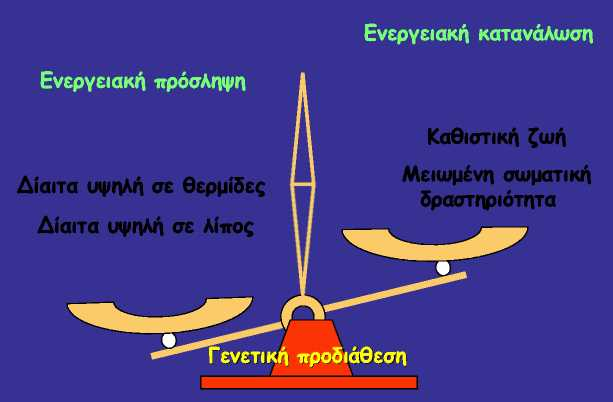 Ενεργειακή κατανάλωση
Ενεργειακή πρόσληψη
Καθιστική ζωή
Μειωμένη σωματική
δραστηριότητα
Δίαιτα υψηλή σε θερμίδες
Δίαιτα υψηλή σε λίπος
Γενετική προδιάθεση